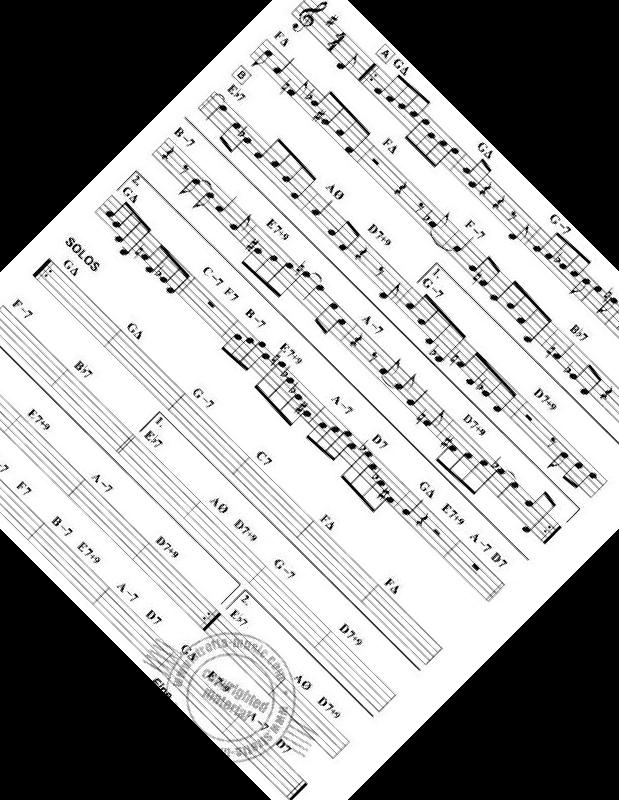 A GΔ GΔ G-7
FΔ FΔ F-7 B♭7
B E♭7 AØ D7+9 1. G-7 D7+9
B-7 E7+9 A-7 D7+9
2. GΔ C-7 F7 B-7 E7+9 A-7 D7 GΔ E7+9 A-7 D7
SOLOS
GΔ GΔ G-7 C7 FΔ FΔ
F-7 B♭7 1. E♭7 AØ D7+9 G-7 D7+9
E7+9 A-7 D7+9 2. E♭7 AØ D7+9
F7 B-7 E7+9 A-7 D7 GΔ E7+9 A-7 D7
Fine
www.stretta-music.com
Copyrighted
material